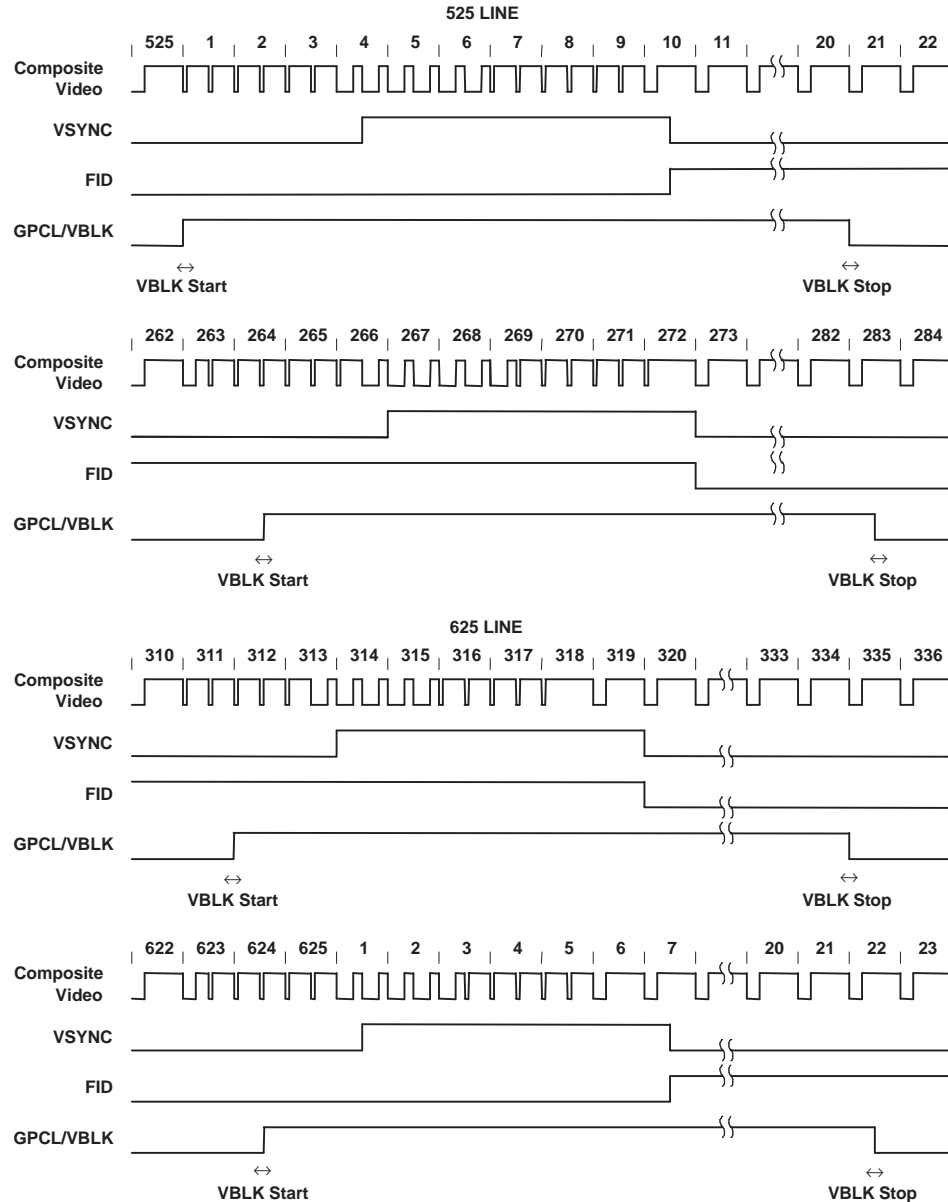 525 LINE
525 1 2 3 4 5 6 7 8 9 10 11 20 21 22
Composite
Video
VSYNC
FID
GPCL/VBLK
VBLK Start VBLK Stop
262 263 264 265 266 267 268 269 270 271 272 273 282 283 284
Composite
Video
VSYNC
FID
GPCL/VBLK
VBLK Start VBLK Stop
625 LINE
310 311 312 313 314 315 316 317 318 319 320 333 334 335 336
Composite
Video
VSYNC
FID
GPCL/VBLK
VBLK Start VBLK Stop
622 623 624 625 1 2 3 4 5 6 7 20 21 22 23
Composite
Video
VSYNC
FID
GPCL/VBLK
VBLK Start VBLK Stop